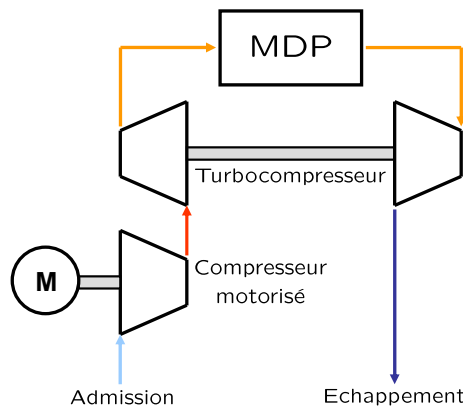 MDP
Turbocompresseur
M
Compresseur
motorisé
Admission
Echappement